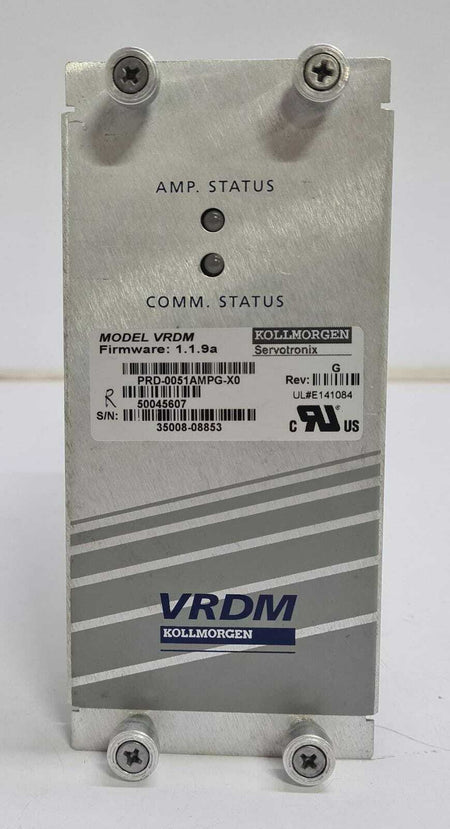 AMP. STATUS
COMM. STATUS
MODEL VRDM
Firmware: 1.1.9a
KOLLMORGEN
Servotronix
PRD-0051AMPG-X0
G
Rev:
R
50045607
UL#E141084
S/N:
35008-08853
C RU ® US
VRDM
KOLLMORGEN